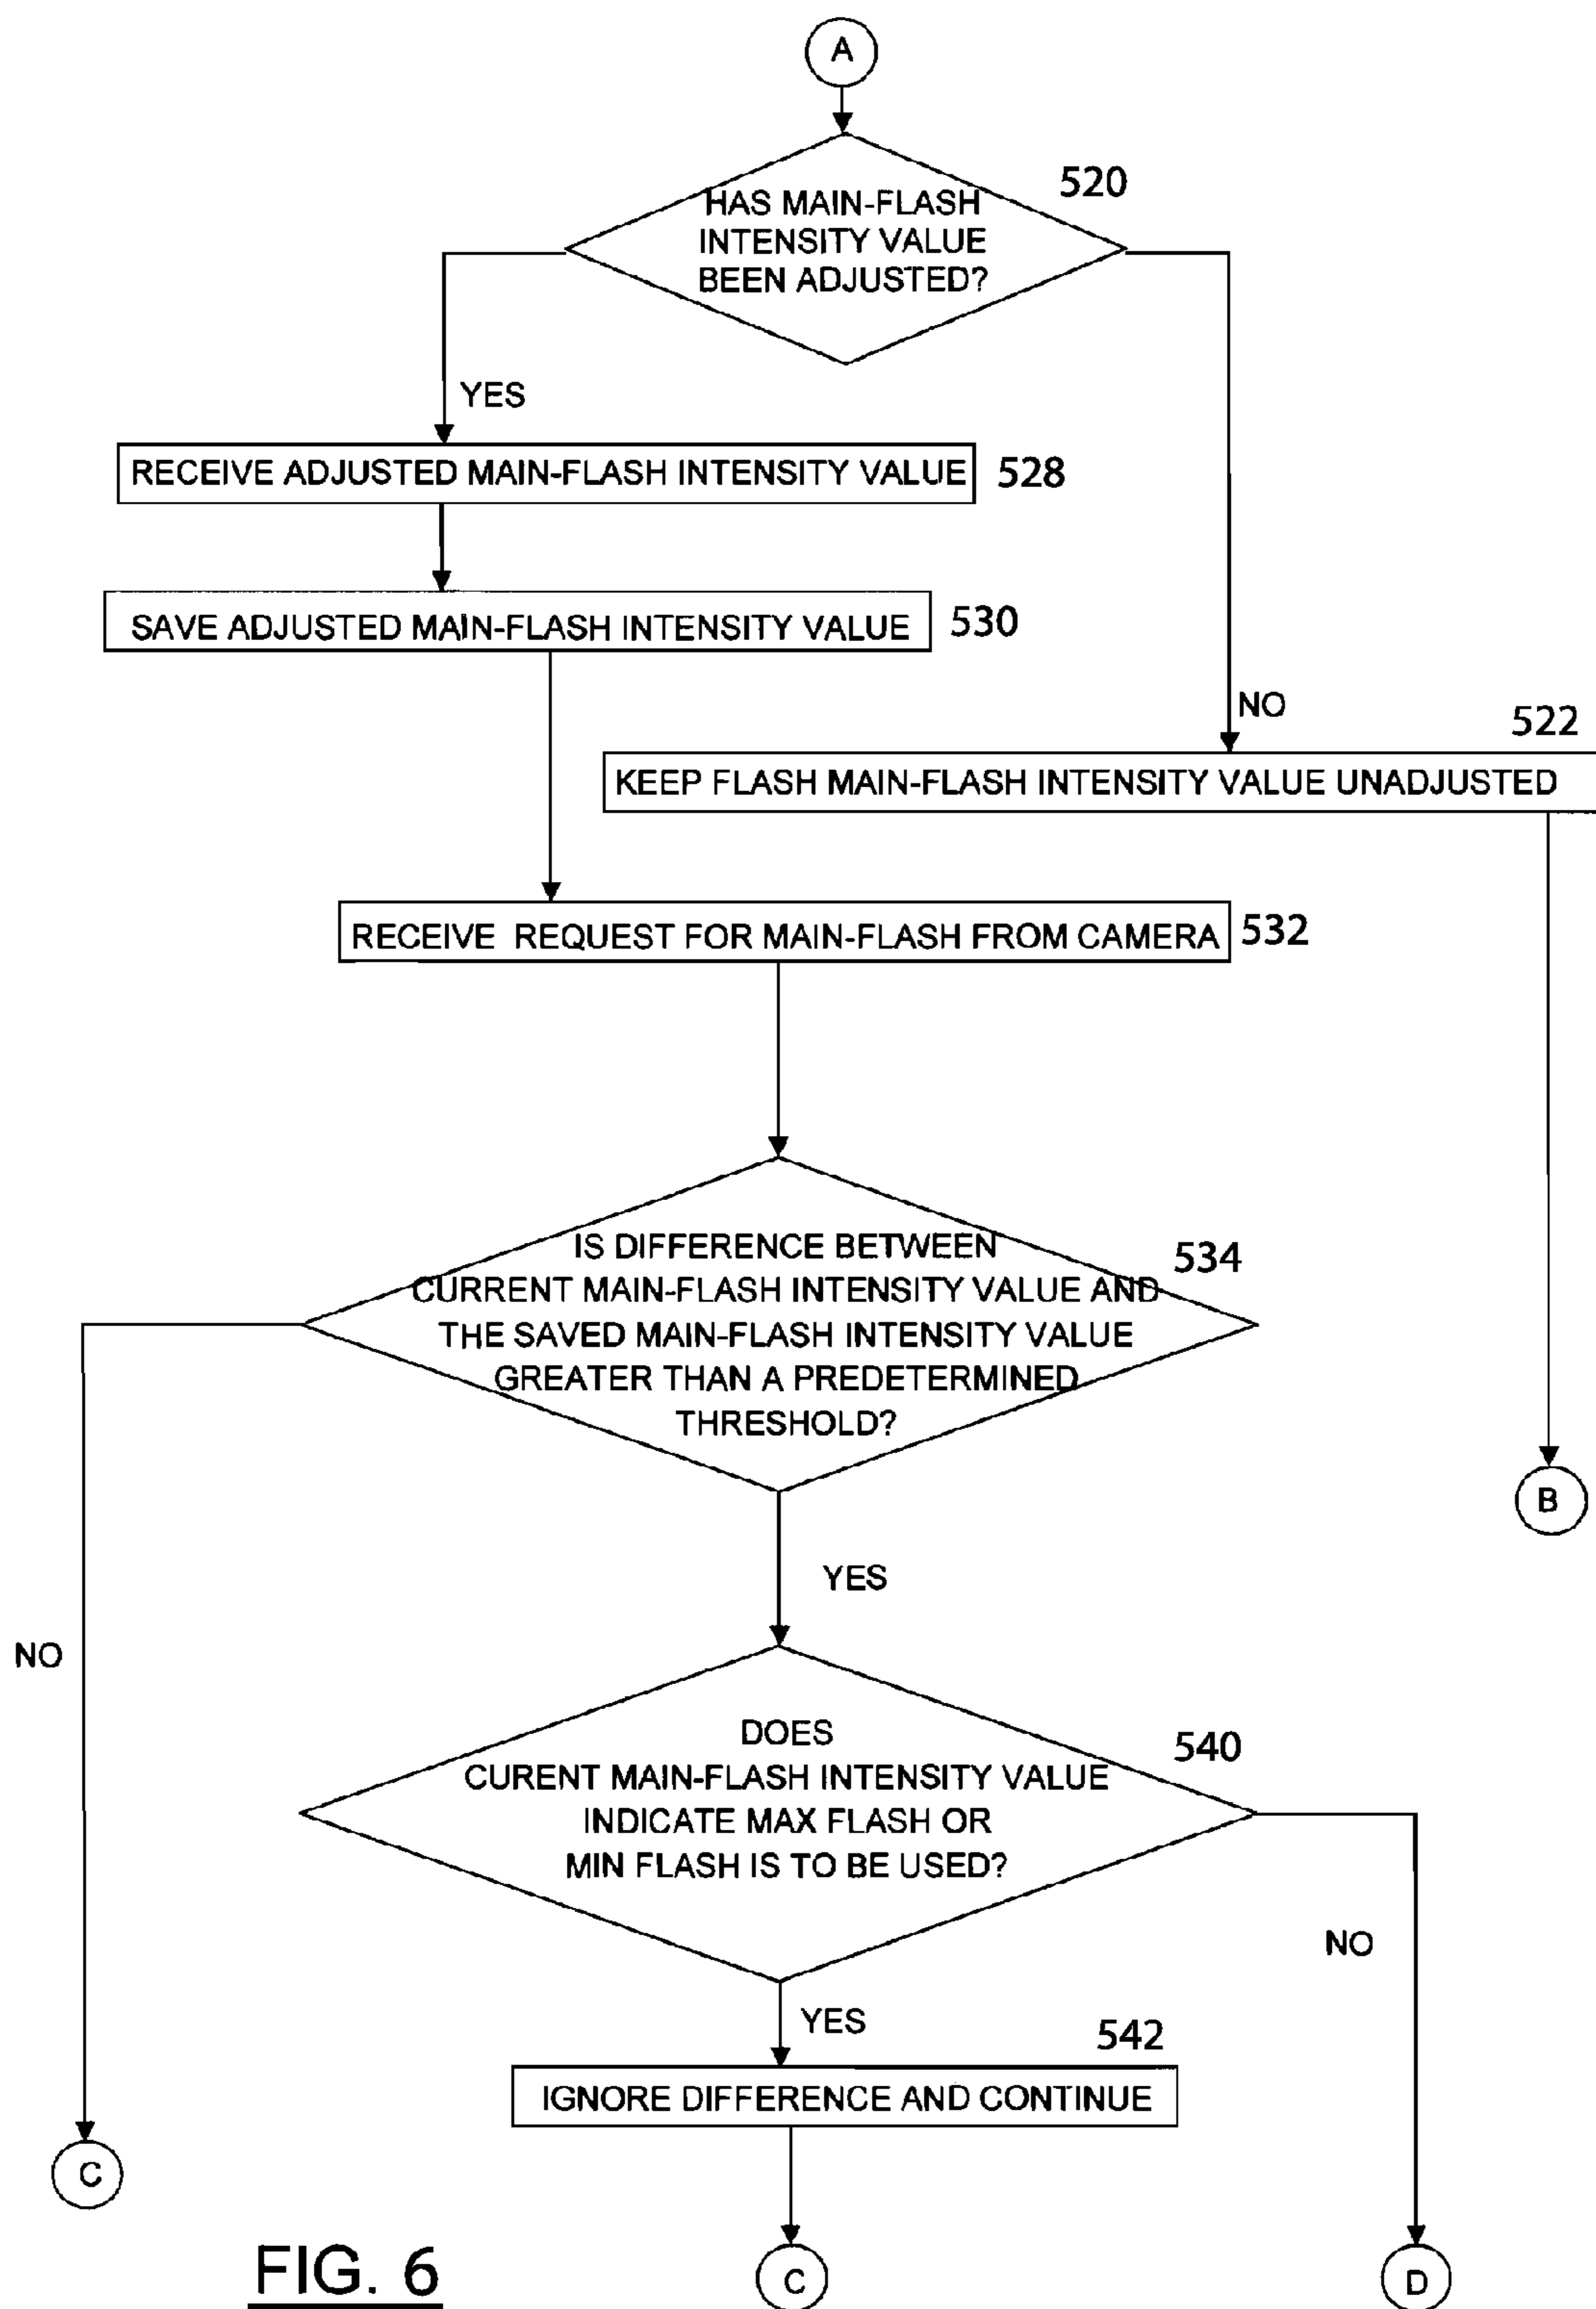 A
HAS MAIN-FLASH
INTENSITY VALUE
BEEN ADJUSTED?
520
YES
RECEIVE ADJUSTED MAIN-FLASH INTENSITY VALUE
528
SAVE ADJUSTED MAIN-FLASH INTENSITY VALUE
530
NO
522
KEEP FLASH MAIN-FLASH INTENSITY VALUE UNADJUSTED
RECEIVE REQUEST FOR MAIN-FLASH FROM CAMERA
532
IS DIFFERENCE BETWEEN
CURRENT MAIN-FLASH INTENSITY VALUE AND
THE SAVED MAIN-FLASH INTENSITY VALUE
GREATER THAN A PREDETERMINED
THRESHOLD?
534
B
YES
NO
DOES
CURENT MAIN-FLASH INTENSITY VALUE
INDICATE MAX FLASH OR
MIN FLASH IS TO BE USED?
540
NO
YES
542
IGNORE DIFFERENCE AND CONTINUE
C
C
D
FIG. 6